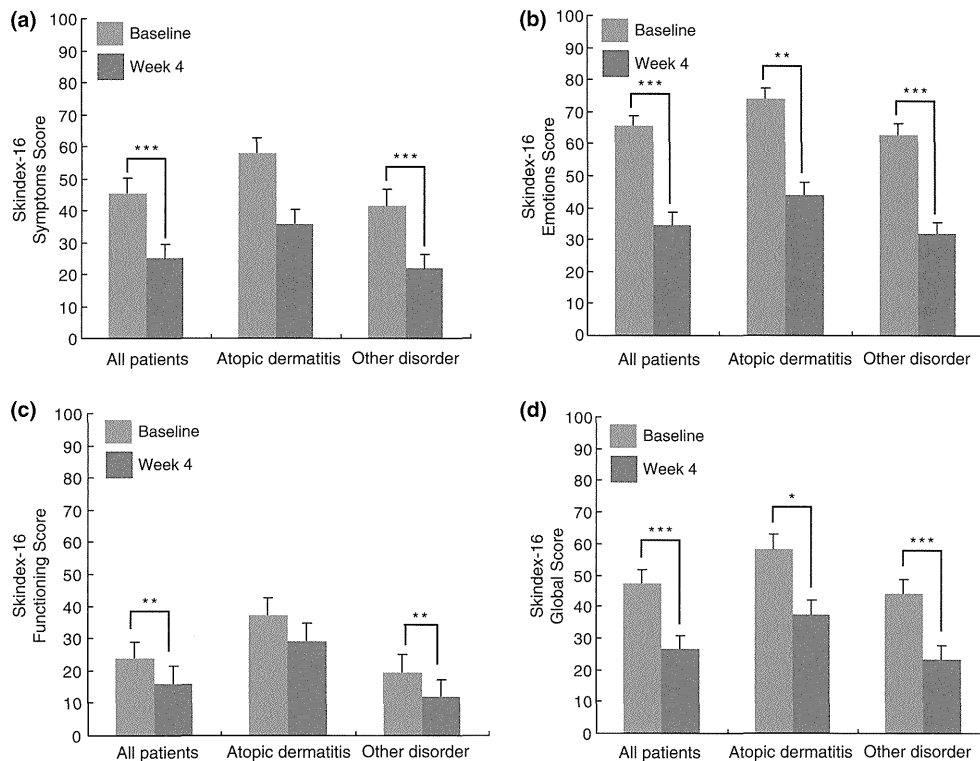 (a)
100
90
80
70
60
50
40
30
20
10
0
Skindex-16
Symptoms Score
Baseline
Week 4
***
***
All patients Atopic dermatitis Other disorder
(b)
100
90
80
70
60
50
40
30
20
10
0
Skindex-16
Emotions Score
Baseline
Week 4
***
**
***
All patients Atopic dermatitis Other disorder
(c)
100
90
80
70
60
50
40
30
20
10
0
Skindex-16
Functioning Score
Baseline
Week 4
**
**
All patients Atopic dermatitis Other disorder
(d)
100
90
80
70
60
50
40
30
20
10
0
Skindex-16
Global Score
Baseline
Week 4
***
*
***
All patients Atopic dermatitis Other disorder